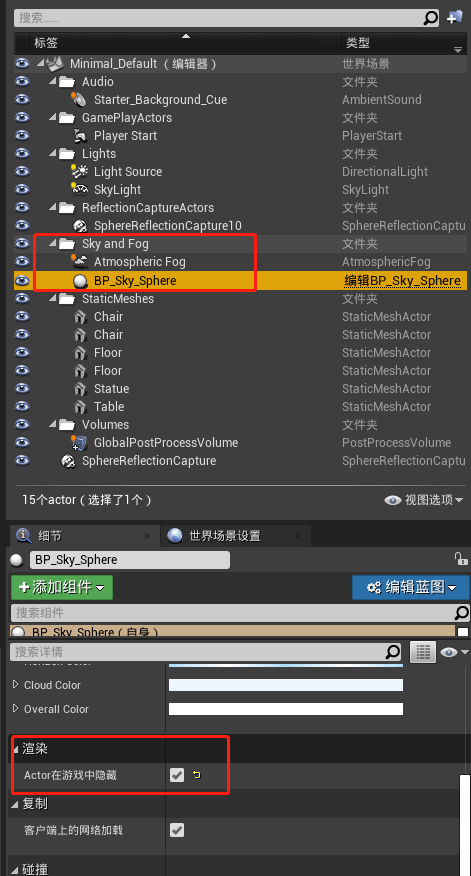 搜索......
标签 类型
Minimal_Default（编辑器） 世界场景
Audio 文件夹
Starter_Background_Cue AmbientSound
GamePlayActors 文件夹
Player Start PlayerStart
Lights 文件夹
Light Source DirectionalLight
SkyLight SkyLight
ReflectionCaptureActors 文件夹
SphereReflectionCapture10 SphereReflectionCaptu
Sky and Fog 文件夹
Atmospheric Fog AtmosphericFog
BP_Sky_Sphere 编辑BP_Sky_Sphere
StaticMeshes 文件夹
Chair StaticMeshActor
Chair StaticMeshActor
Floor StaticMeshActor
Floor StaticMeshActor
Statue StaticMeshActor
Table StaticMeshActor
Volumes 文件夹
GlobalPostProcessVolume PostProcessVolume
SphereReflectionCapture SphereReflectionCaptu
15个actor（选择了1个） 视图选项
细节 世界场景设置
BP_Sky_Sphere
+添加组件 编辑蓝图
搜索组件
BP_Sky_Sphere（自身）
搜索详情
Horizon Color
Cloud Color
Overall Color
渲染
Actor在游戏中隐藏
复制
客户端上的网络加载
碰撞